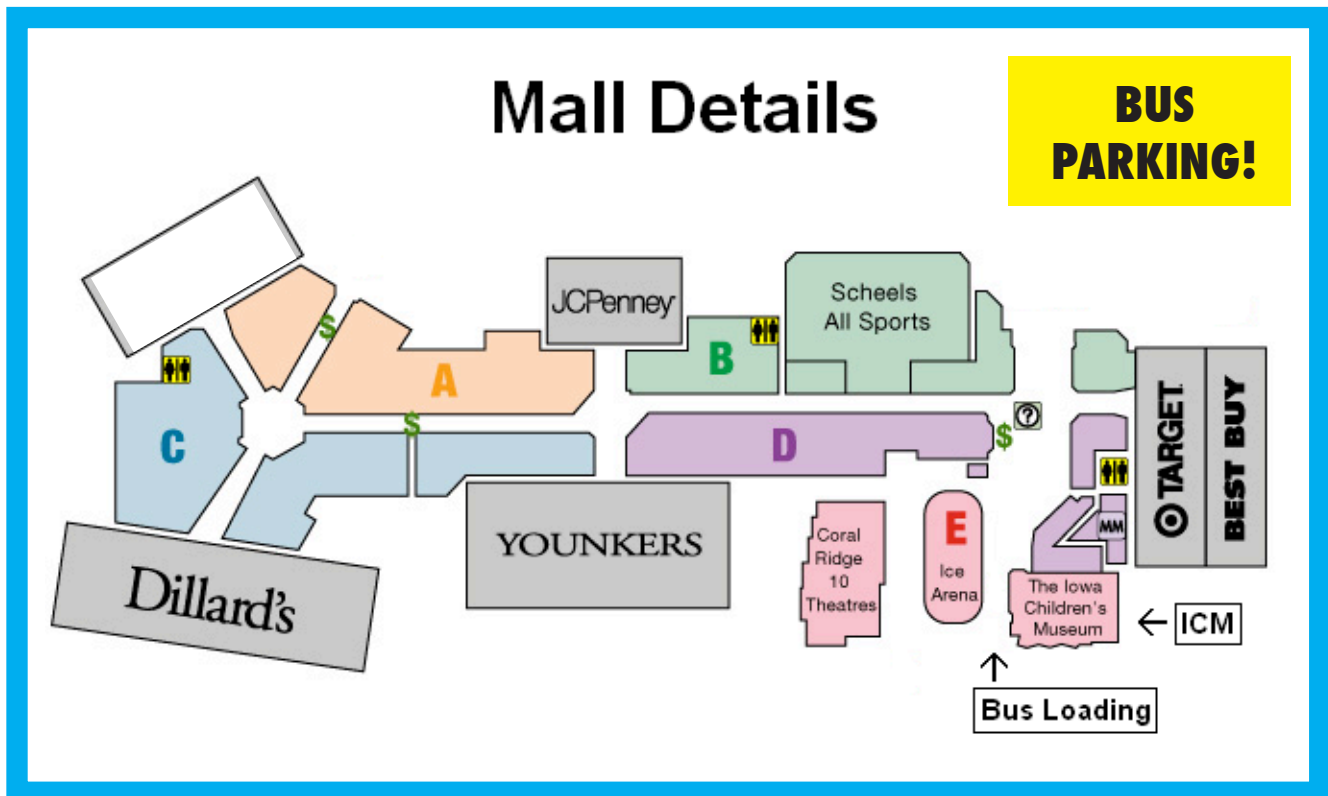 Mall Details
BUS
PARKING!
JCPenney
Scheels
All Sports
A
B
C
D
$
$
$
?
TARGET
BEST BUY
MM
YOUNKERS
Dillard's
Coral
Ridge
10
Theatres
E
Ice
Arena
The Iowa
Children's
Museum
← ICM
↑
Bus Loading